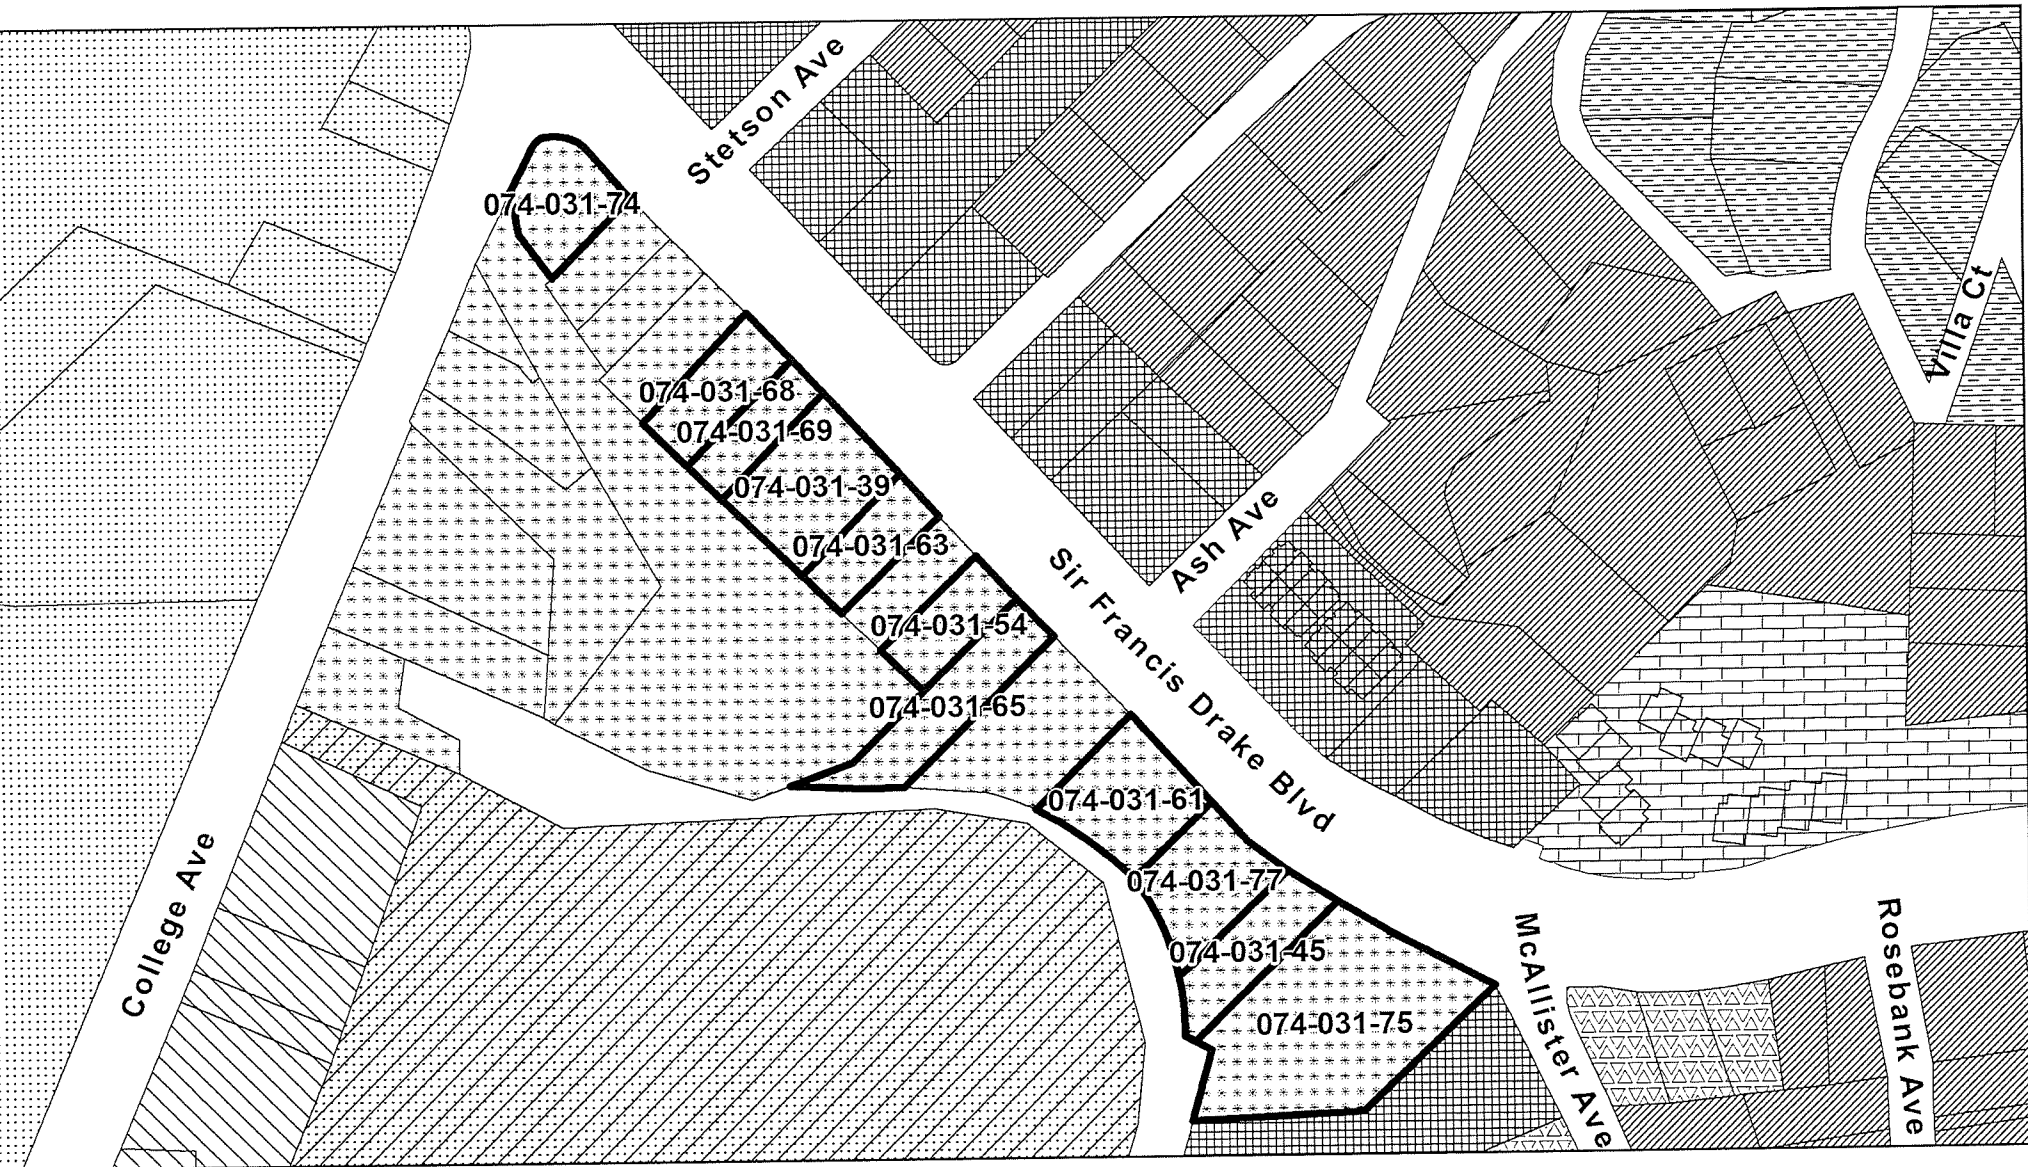 Stetson Ave
074-031-74
Villa Ct
074-031-68
074-031-69
074-031-39
074-031-63
Ash Ave
Sir Francis Drake Blvd
074-031-54
074-031-65
074-031-61
College Ave
074-031-77
074-031-45
074-031-75
McAllister Ave
Rosebank Ave